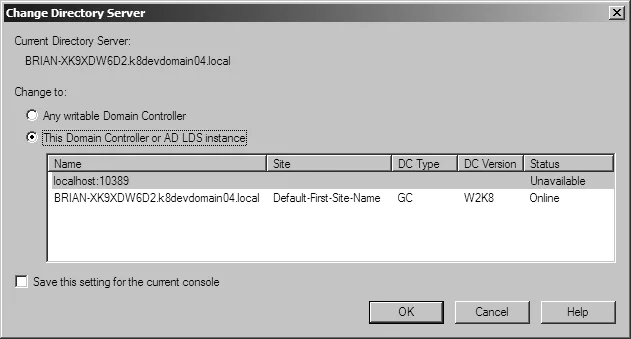 Change Directory Server
Current Directory Server:
BRIAN-XK9XDW6D2.k8devdomain04.local
Change to:
Any writable Domain Controller
This Domain Controller or AD LDS instance
Name Site DC Type DC Version Status
localhost:10389 Unavailable
BRIAN-XK9XDW6D2.k8devdomain04.local Default-First-Site-Name GC W2K8 Online
Save this setting for the current console
OK Cancel Help